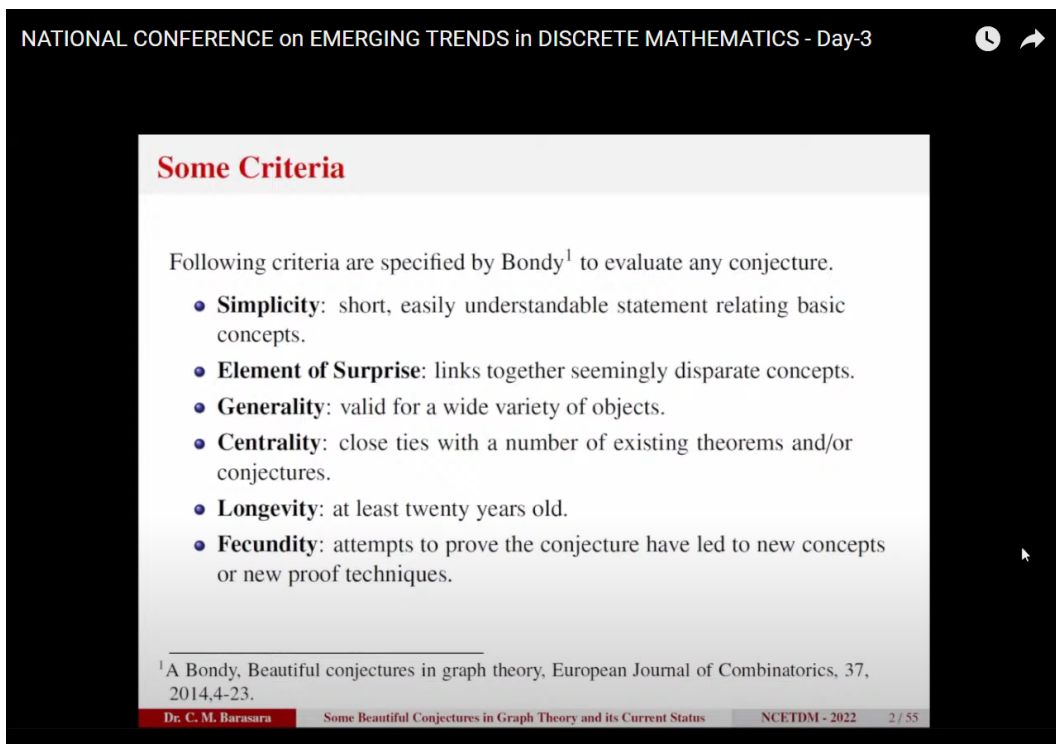 NATIONAL CONFERENCE on EMERGING TRENDS in DISCRETE MATHEMATICS - Day-3
Some Criteria
Following criteria are specified by Bondy¹ to evaluate any conjecture.
Simplicity: short, easily understandable statement relating basic
concepts.
Element of Surprise: links together seemingly disparate concepts.
Generality: valid for a wide variety of objects.
Centrality: close ties with a number of existing theorems and/or
conjectures.
Longevity: at least twenty years old.
Fecundity: attempts to prove the conjecture have led to new concepts
or new proof techniques.
¹A Bondy, Beautiful conjectures in graph theory, European Journal of Combinatorics, 37,
2014,4-23.
Dr. C. M. Barasara Some Beautiful Conjectures in Graph Theory and its Current Status NCETDM - 2022 2 / 55